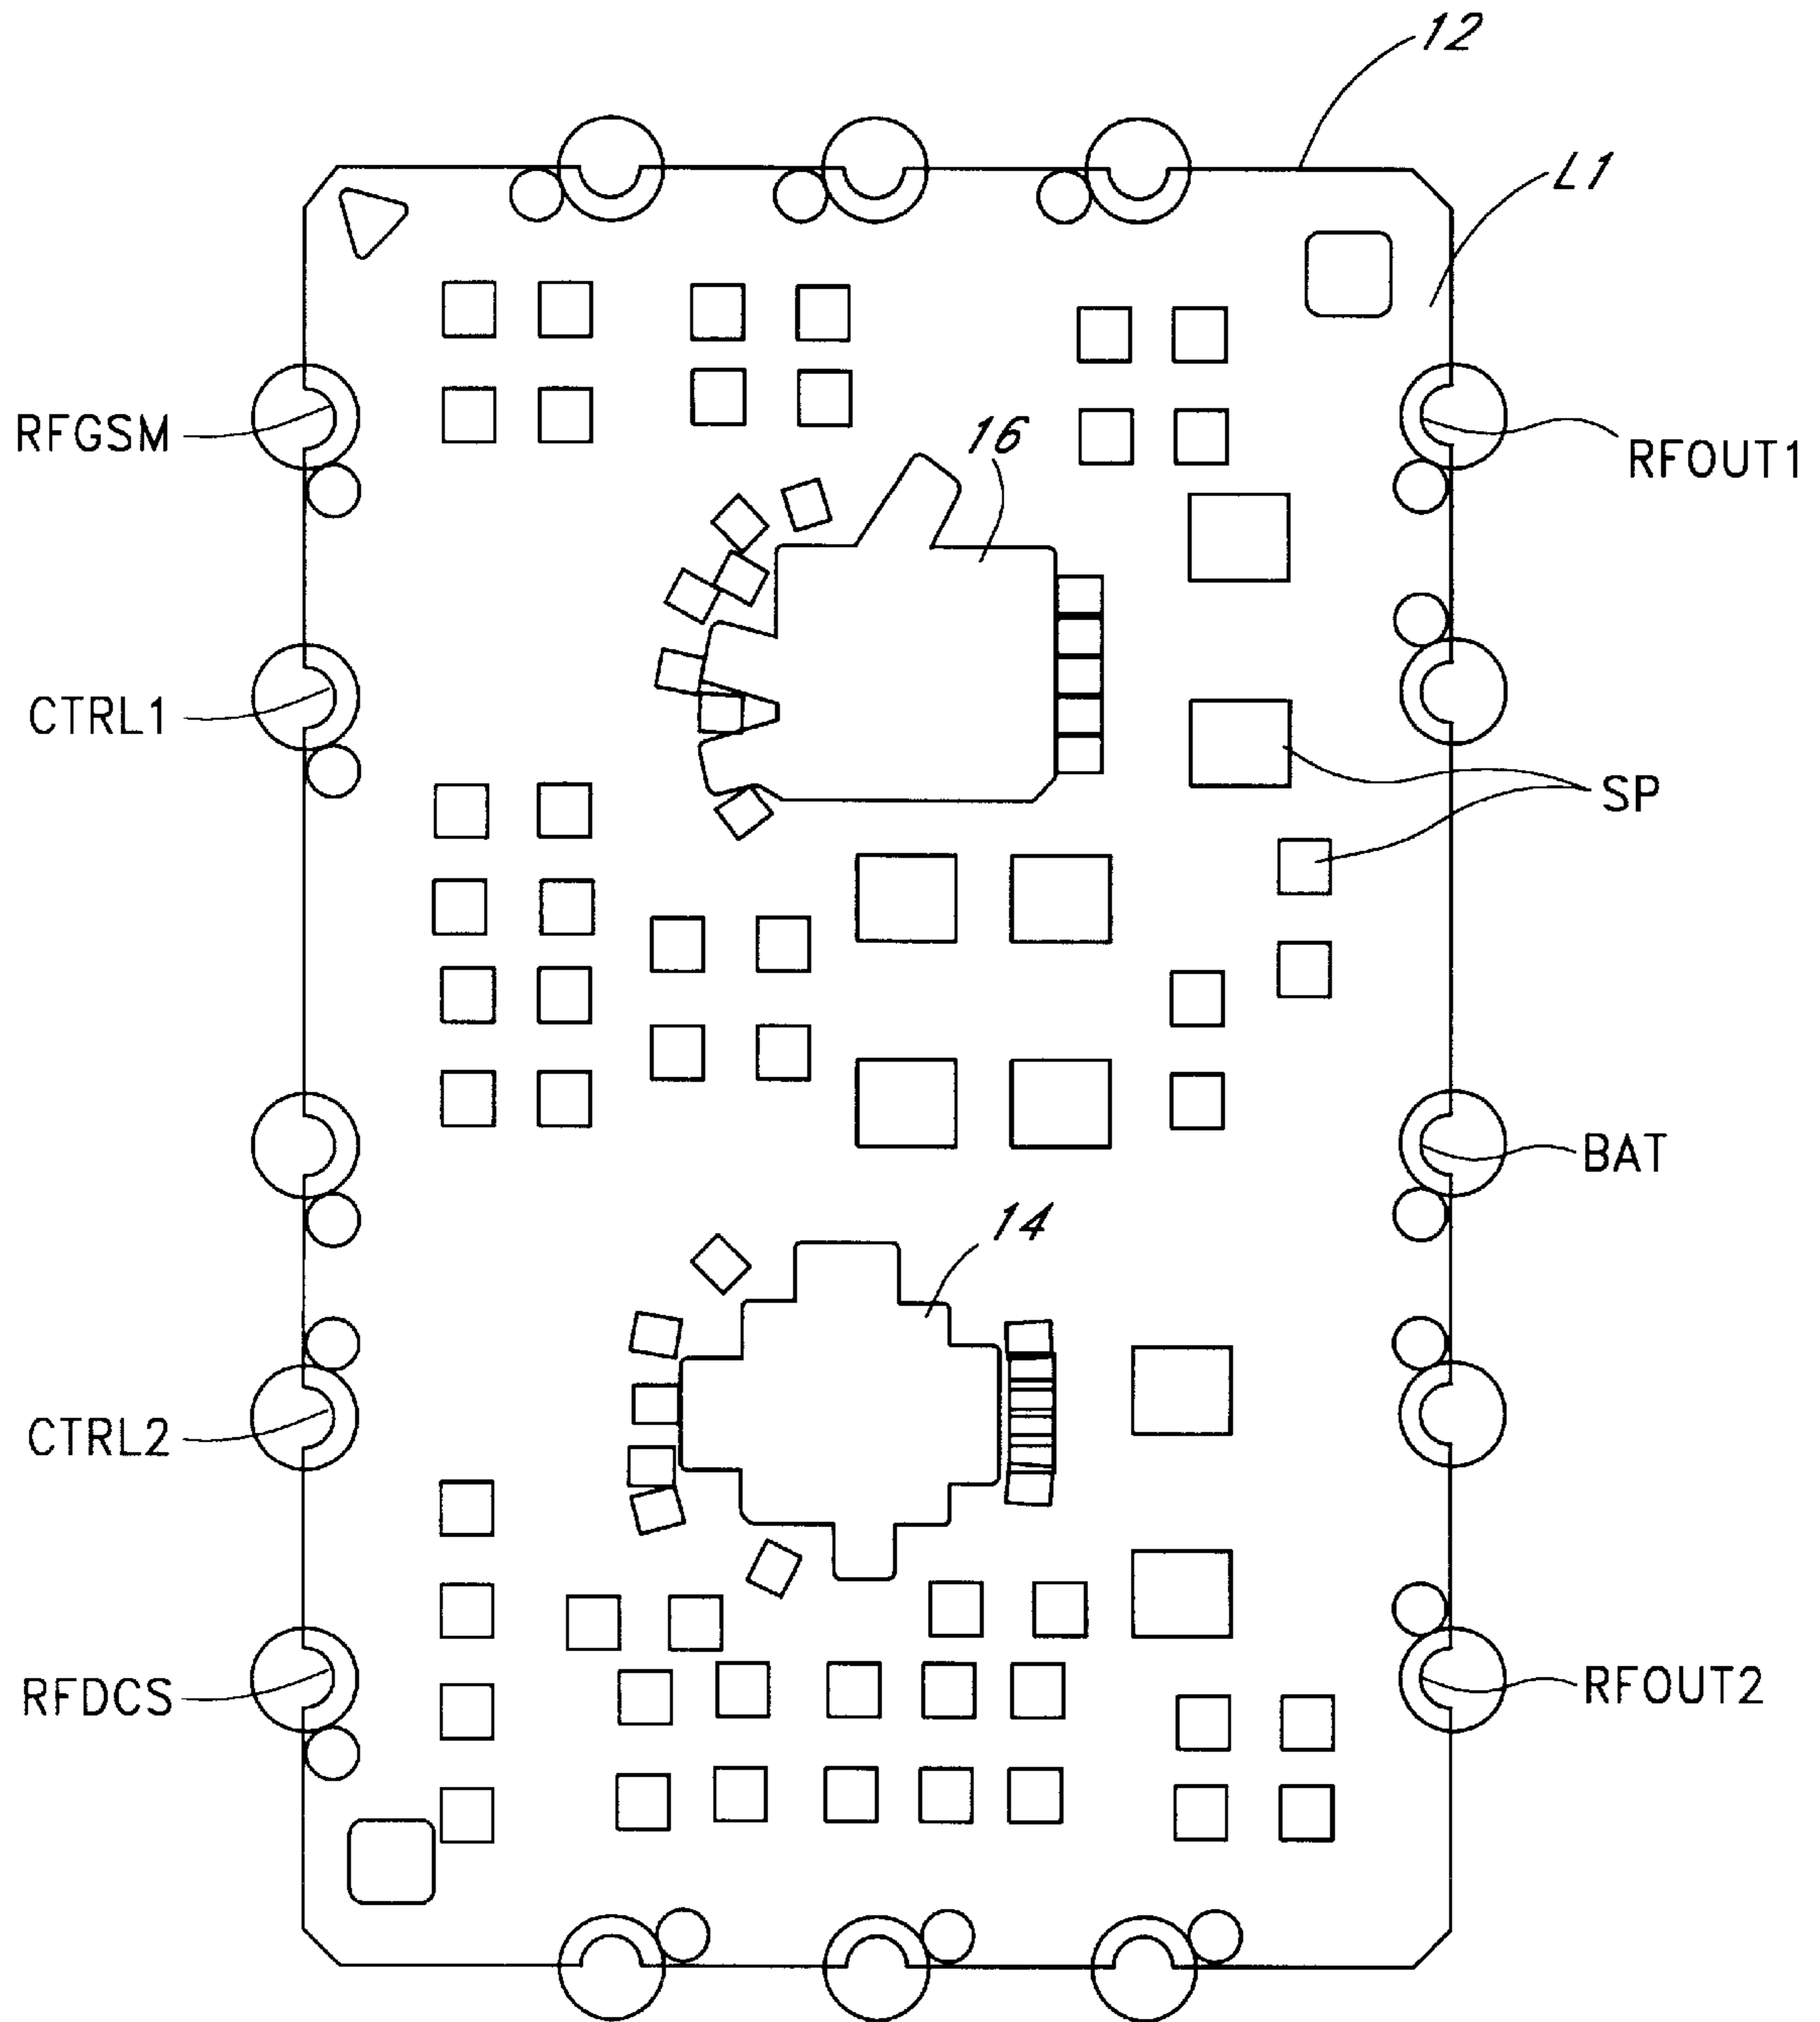 12
L1
RFGSM
16
RFOUT1
CTRL1
SP
BAT
14
CTRL2
RFDCS
RFOUT2